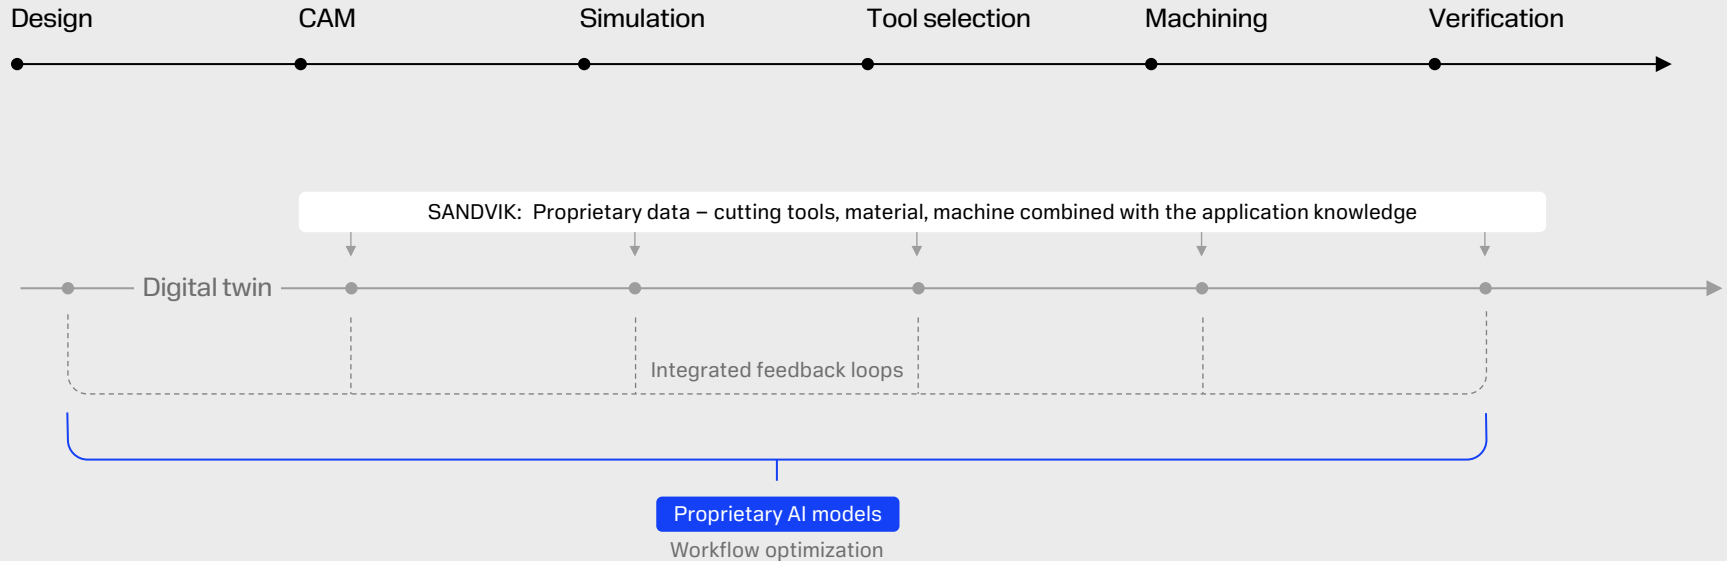 Design
CAM
Simulation
Tool selection
Machining
Verification
SANDVIK: Proprietary data – cutting tools, material, machine combined with the application knowledge
Digital twin
Integrated feedback loops
Proprietary AI models
Workflow optimization